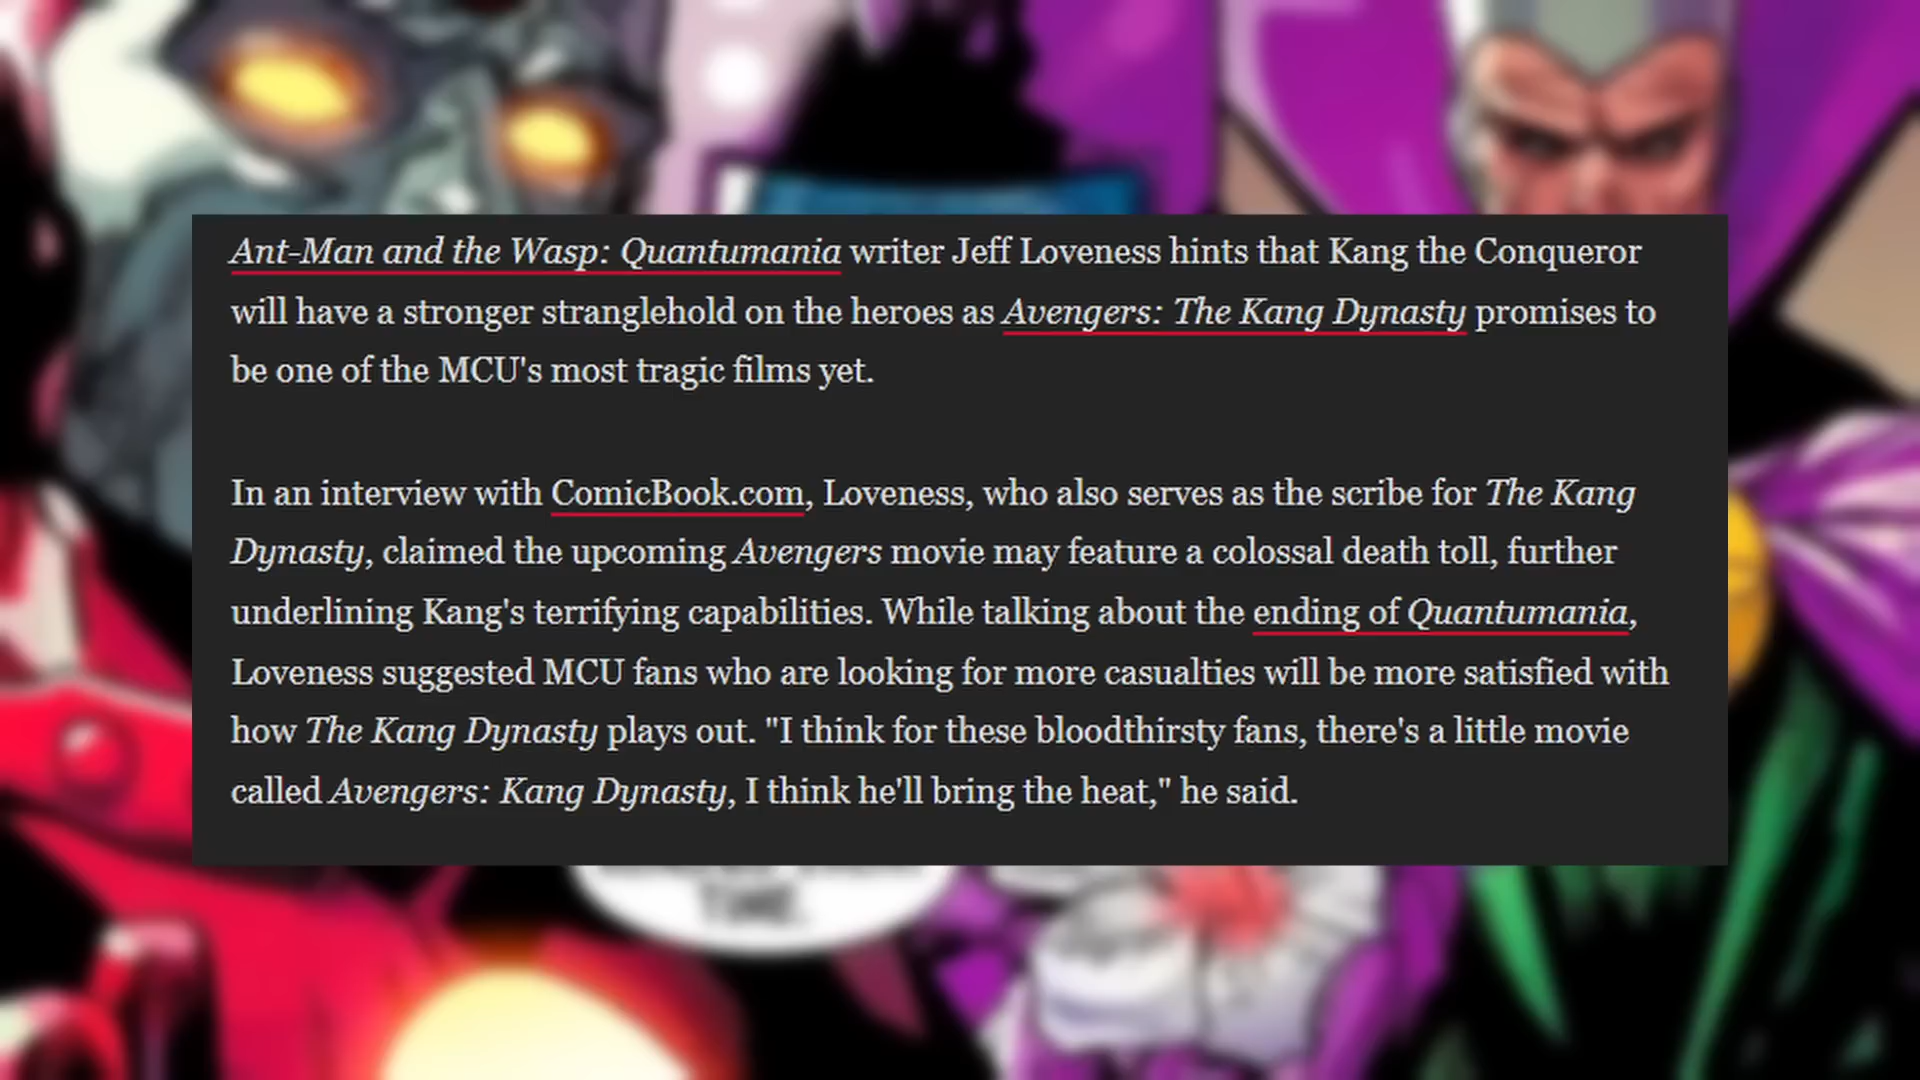 Ant-Man and the Wasp: Quantumania writer Jeff Loveness hints that Kang the Conqueror
will have a stronger stranglehold on the heroes as Avengers: The Kang Dynasty promises to
be one of the MCU's most tragic films yet.
In an interview with ComicBook.com, Loveness, who also serves as the scribe for The Kang
Dynasty, claimed the upcoming Avengers movie may feature a colossal death toll, further
underlining Kang's terrifying capabilities. While talking about the ending of Quantumania,
Loveness suggested MCU fans who are looking for more casualties will be more satisfied with
how The Kang Dynasty plays out. "I think for these bloodthirsty fans, there's a little movie
called Avengers: Kang Dynasty, I think he'll bring the heat," he said.
TIME.